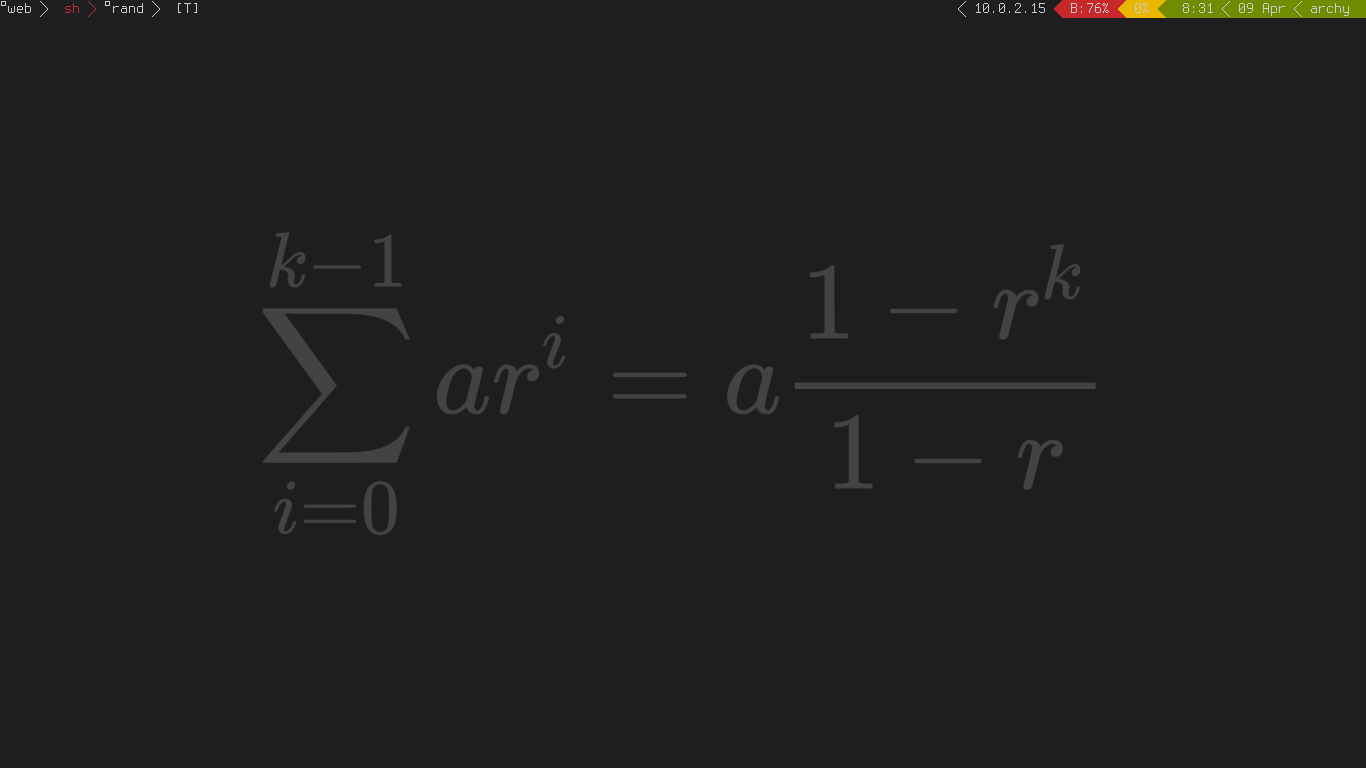 web sh rand [T] 10.0.2.15 B:76% 0% 8:31 09 Apr archy
k−1
∑ ar^i = a (1 − r^k)/(1 − r)
i=0